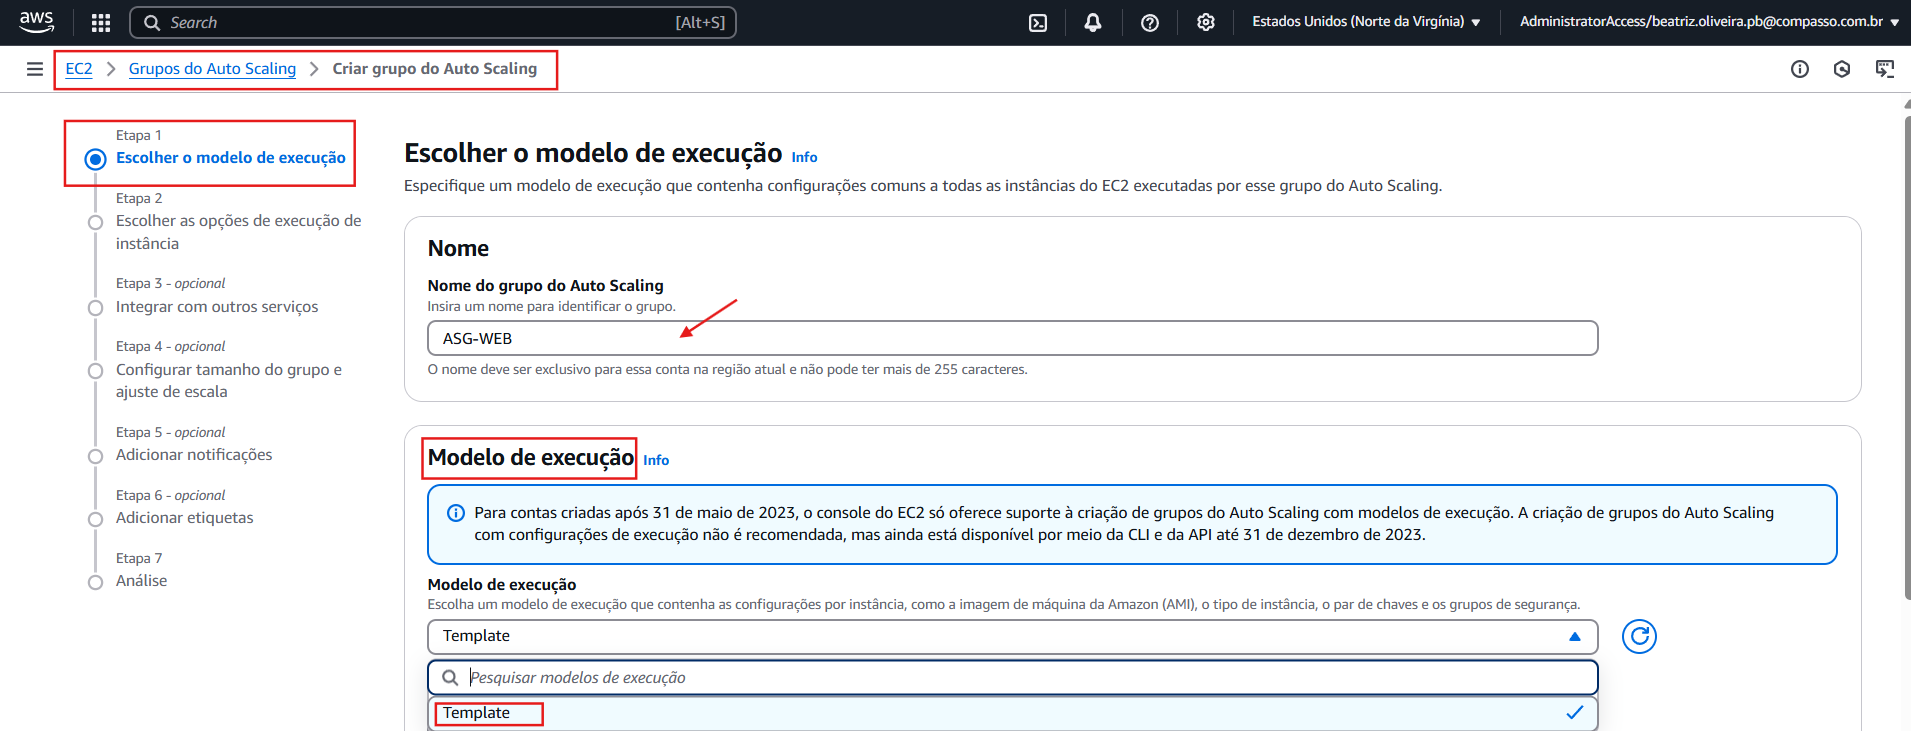 aws
Search
[Alt+S]
Estados Unidos (Norte da Virgínia)
AdministratorAccess/beatriz.oliveira.pb@compasso.com.br
EC2 > Grupos do Auto Scaling > Criar grupo do Auto Scaling
Etapa 1
Escolher o modelo de execução
Etapa 2
Escolher as opções de execução de
instância
Etapa 3 - opcional
Integrar com outros serviços
Etapa 4 - opcional
Configurar tamanho do grupo e
ajuste de escala
Etapa 5 - opcional
Adicionar notificações
Etapa 6 - opcional
Adicionar etiquetas
Etapa 7
Análise
Escolher o modelo de execução Info
Especifique um modelo de execução que contenha configurações comuns a todas as instâncias do EC2 executadas por esse grupo do Auto Scaling.
Nome
Nome do grupo do Auto Scaling
Insira um nome para identificar o grupo.
ASG-WEB
O nome deve ser exclusivo para essa conta na região atual e não pode ter mais de 255 caracteres.
Modelo de execução Info
Para contas criadas após 31 de maio de 2023, o console do EC2 só oferece suporte à criação de grupos do Auto Scaling com modelos de execução. A criação de grupos do Auto Scaling
com configurações de execução não é recomendada, mas ainda está disponível por meio da CLI e da API até 31 de dezembro de 2023.
Modelo de execução
Escolha um modelo de execução que contenha as configurações por instância, como a imagem de máquina da Amazon (AMI), o tipo de instância, o par de chaves e os grupos de segurança.
Template
Pesquisar modelos de execução
Template